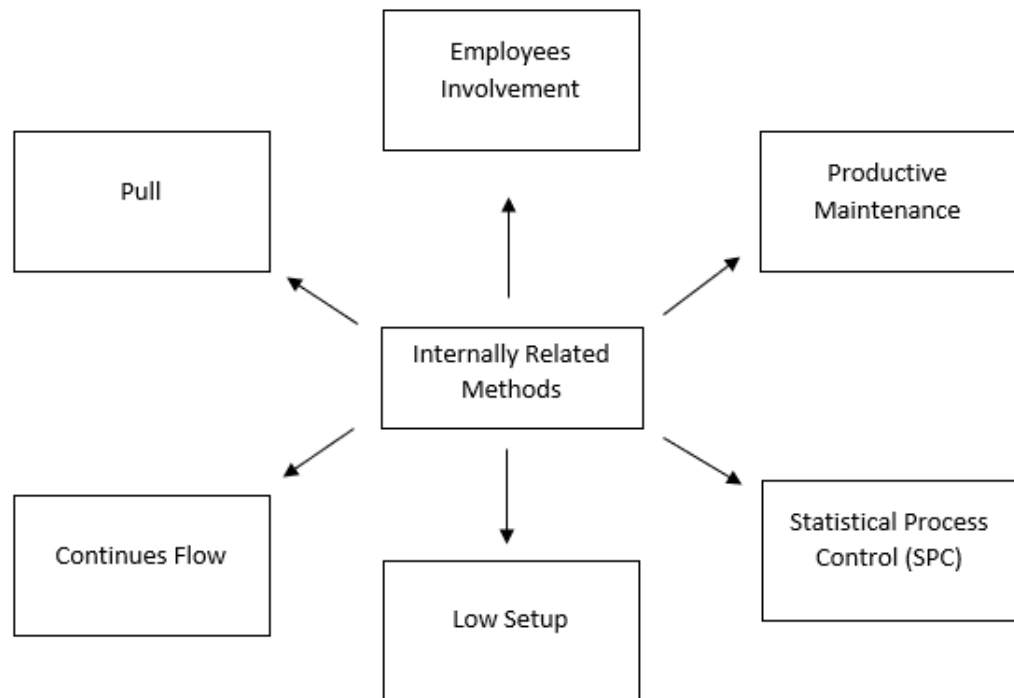 Employees
Involvement
Pull
Productive
Maintenance
Internally Related
Methods
Continues Flow
Statistical Process
Control (SPC)
Low Setup